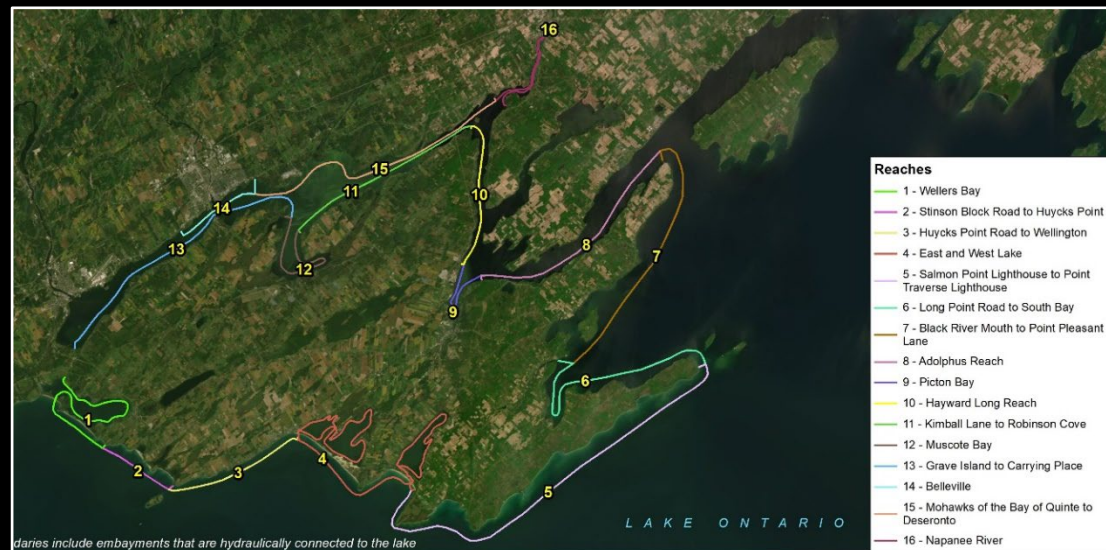 16
15
14
11
10
13
12
8
7
9
6
1
4
2
3
5
LAKE ONTARIO
daries include embayments that are hydraulically connected to the lake
Reaches
1 - Wellers Bay
2 - Stinson Block Road to Huycks Point
3 - Huycks Point Road to Wellington
4 - East and West Lake
5 - Salmon Point Lighthouse to Point
Traverse Lighthouse
6 - Long Point Road to South Bay
7 - Black River Mouth to Point Pleasant
Lane
8 - Adolphus Reach
9 - Picton Bay
10 - Hayward Long Reach
11 - Kimball Lane to Robinson Cove
12 - Muscote Bay
13 - Grave Island to Carrying Place
14 - Belleville
15 - Mohawks of the Bay of Quinte to
Deseronto
16 - Napanee River